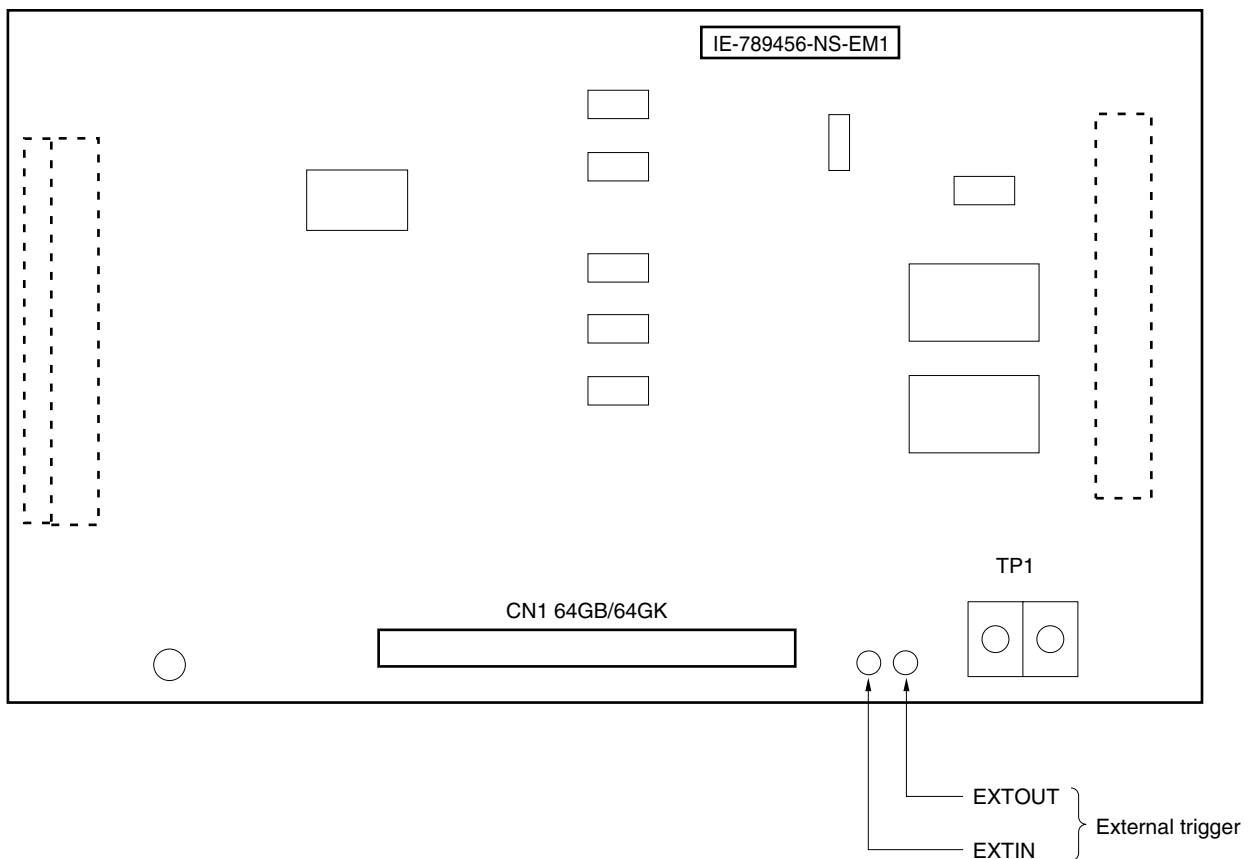 IE-789456-NS-EM1
TP1
CN1 64GB/64GK
EXTOUT
External trigger
EXTIN